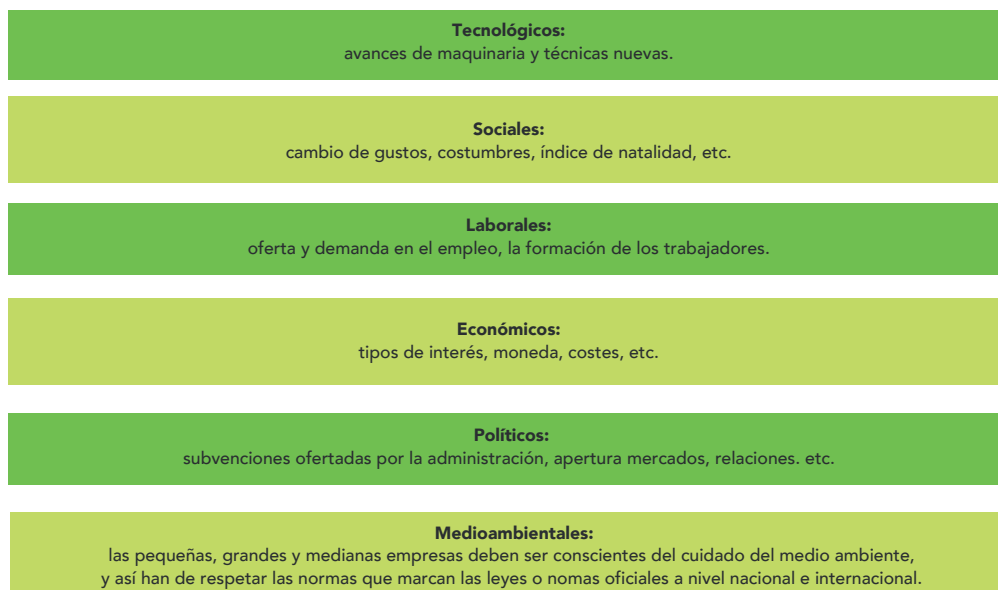 Tecnológicos:
avances de maquinaria y técnicas nuevas.
Sociales:
cambio de gustos, costumbres, índice de natalidad, etc.
Laborales:
oferta y demanda en el empleo, la formación de los trabajadores.
Económicos:
tipos de interés, moneda, costes, etc.
Políticos:
subvenciones ofertadas por la administración, apertura mercados, relaciones. etc.
Medioambientales:
las pequeñas, grandes y medianas empresas deben ser conscientes del cuidado del medio ambiente,
y así han de respetar las normas que marcan las leyes o nomas oficiales a nivel nacional e internacional.